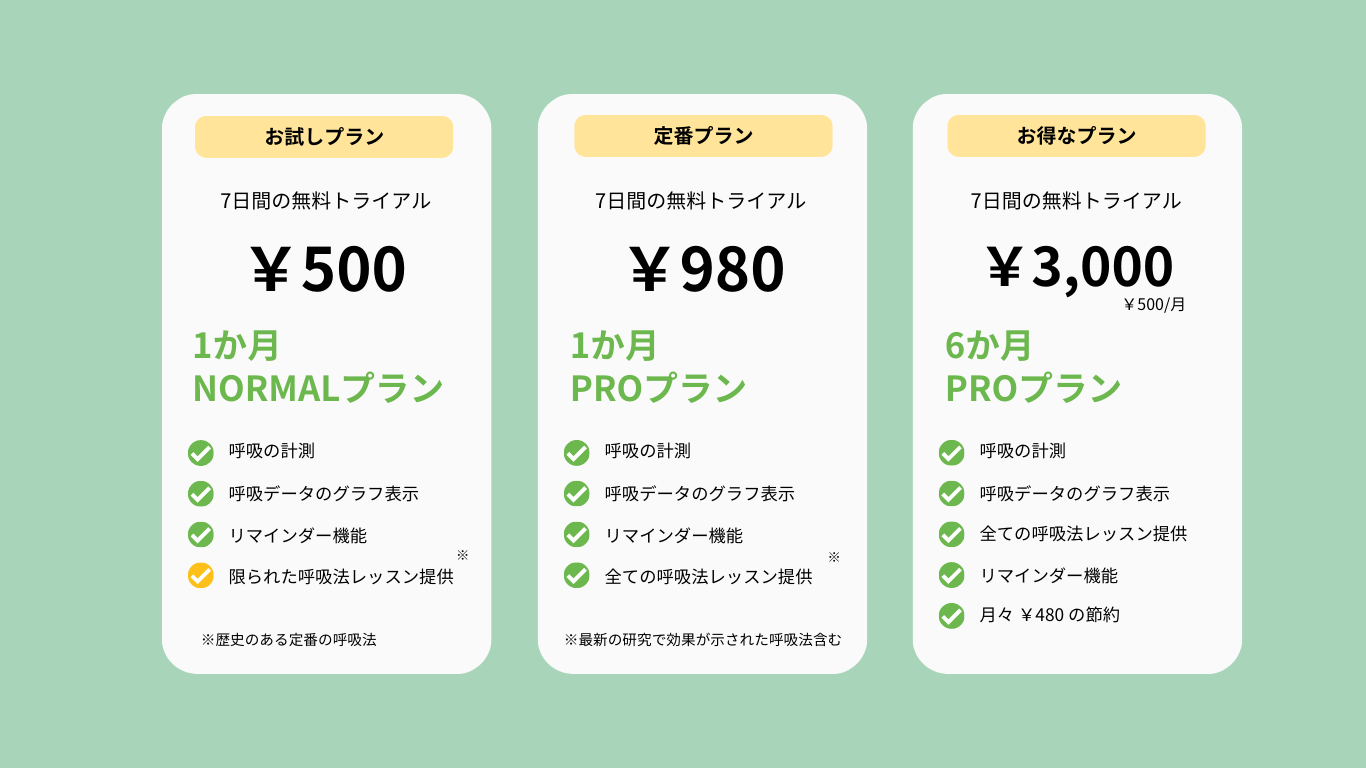 お試しプラン
7日間の無料トライアル
￥500
1か月
NORMALプラン
呼吸の計測
呼吸データのグラフ表示
リマインダー機能
※
限られた呼吸法レッスン提供
※歴史のある定番の呼吸法
定番プラン
7日間の無料トライアル
￥980
1か月
PROプラン
呼吸の計測
呼吸データのグラフ表示
リマインダー機能
※
全ての呼吸法レッスン提供
※最新の研究で効果が示された呼吸法含む
お得なプラン
7日間の無料トライアル
￥3,000
￥500/月
6か月
PROプラン
呼吸の計測
呼吸データのグラフ表示
全ての呼吸法レッスン提供
リマインダー機能
月々 ￥480 の節約